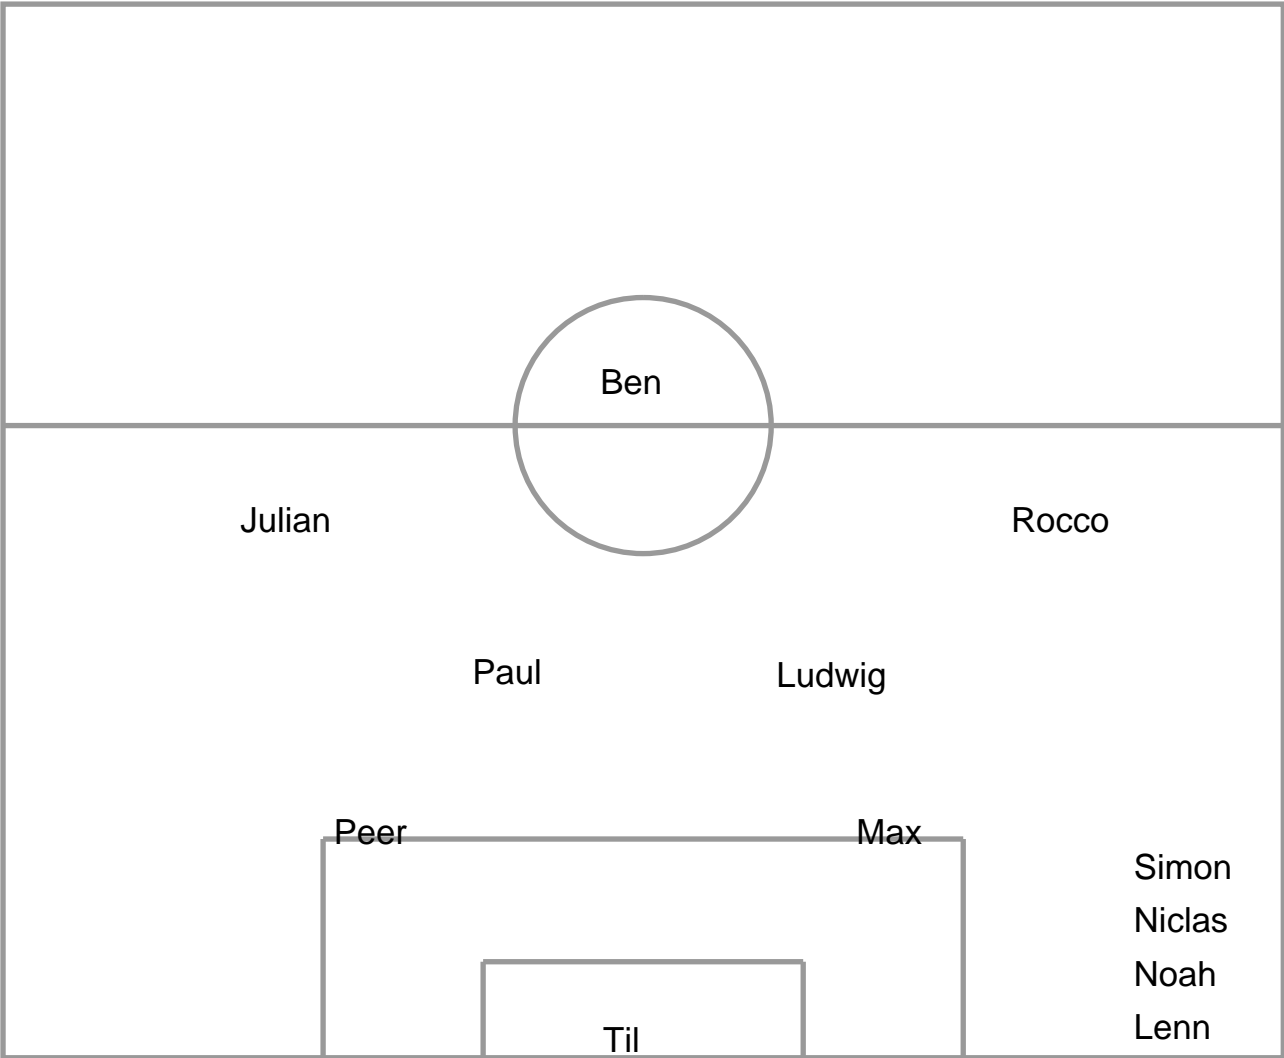 Ben
Julian Rocco
Paul Ludwig
Peer Max
Simon
Niclas
Noah
Lenn
Til